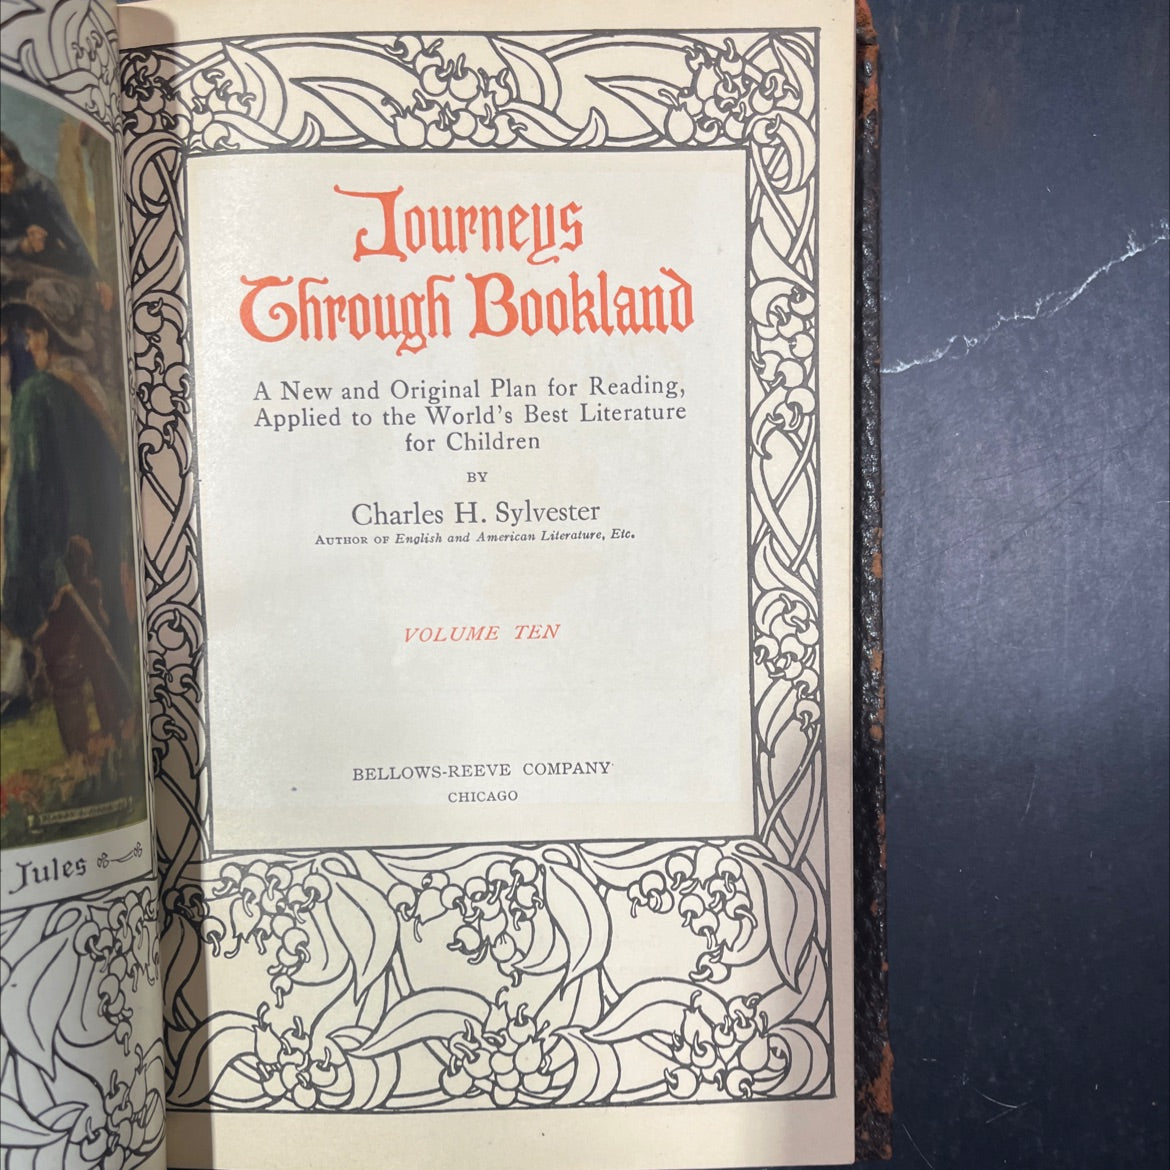 Jules
Journeys
Through Bookland
A New and Original Plan for Reading,
Applied to the World's Best Literature
for Children
BY
Charles H. Sylvester
AUTHOR OF English and American Literature, Etc.
VOLUME TEN
BELLOWS-REEVE COMPANY
CHICAGO